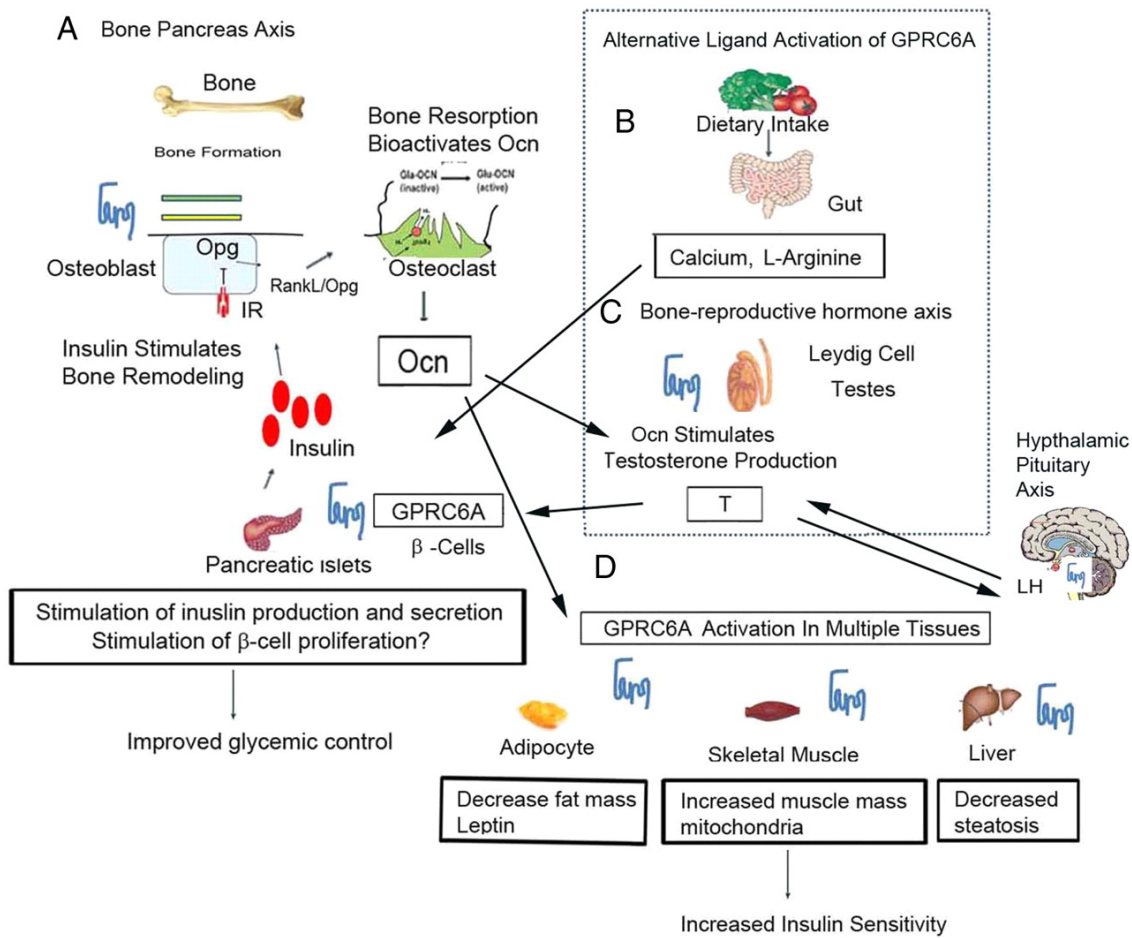 A
Bone Pancreas Axis
Bone
Bone Formation
Osteoblast
Opg
IR
RankL/Opg
Bone Resorption
Bioactivates Ocn
Gla-OCN
(inactive)
Glu-OCN
(active)
Osteoclast
Ocn
Insulin Stimulates
Bone Remodeling
Insulin
Pancreatic islets
GPRC6A
β -Cells
Stimulation of inuslin production and secretion
Stimulation of β-cell proliferation?
Improved glycemic control
Alternative Ligand Activation of GPRC6A
B
Dietary Intake
Gut
Calcium, L-Arginine
C
Bone-reproductive hormone axis
Leydig Cell
Testes
Ocn Stimulates
Testosterone Production
T
Hypthalamic
Pituitary
Axis
LH
D
GPRC6A Activation In Multiple Tissues
Adipocyte
Skeletal Muscle
Liver
Decrease fat mass
Leptin
Increased muscle mass
mitochondria
Decreased
steatosis
Increased Insulin Sensitivity